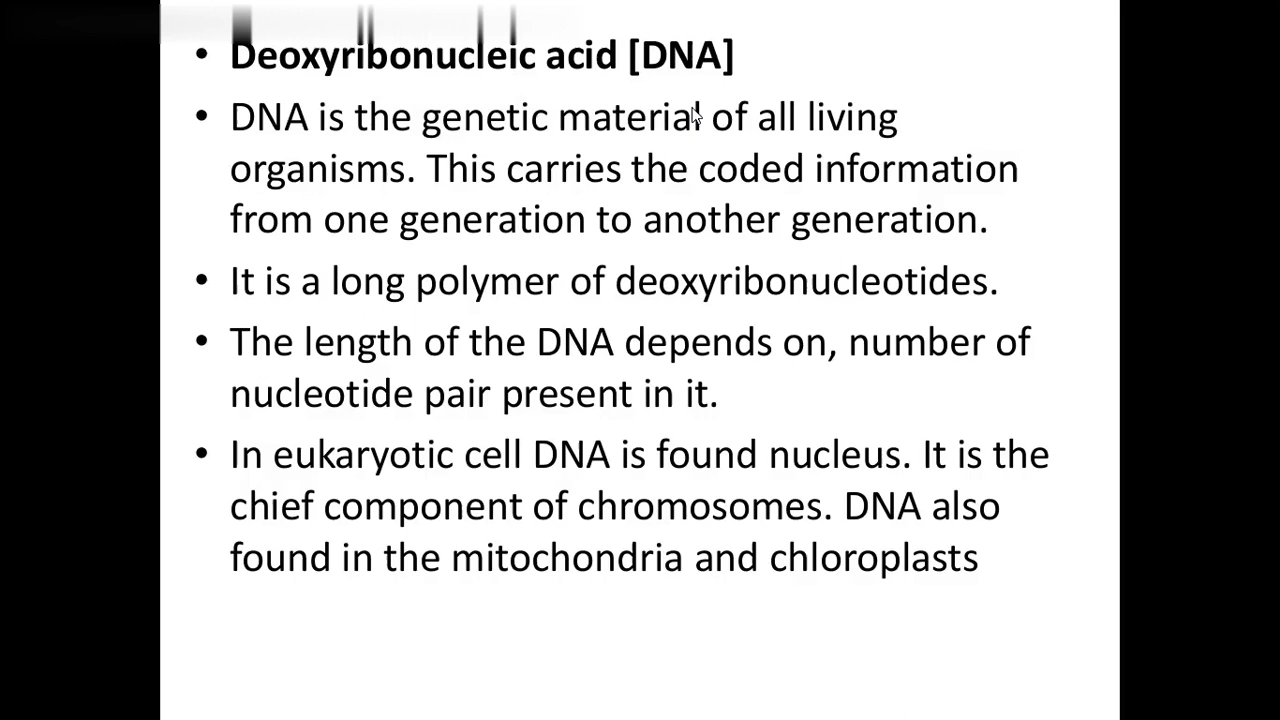 • Deoxyribonucleic acid [DNA]
• DNA is the genetic material of all living
organisms. This carries the coded information
from one generation to another generation.
• It is a long polymer of deoxyribonucleotides.
• The length of the DNA depends on, number of
nucleotide pair present in it.
• In eukaryotic cell DNA is found nucleus. It is the
chief component of chromosomes. DNA also
found in the mitochondria and chloroplasts